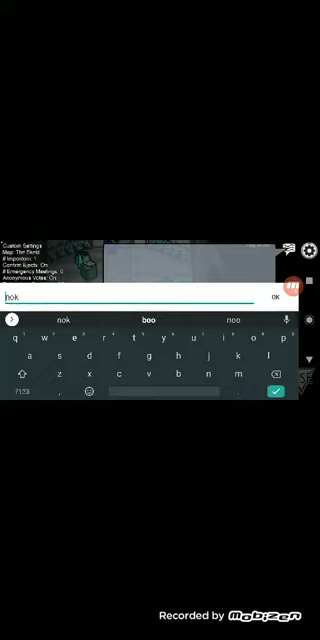 Custom Settings
Map: The Skeld
# Impostors: 1
Confirm Ejects: On
# Emergency Meetings: 0
Anonymous Votes: On
nok
OK
nok boo noo
q w e r t y u i o p
a s d f g h j k l
z x c v b n m
?123 , .
Recorded by Mobizen